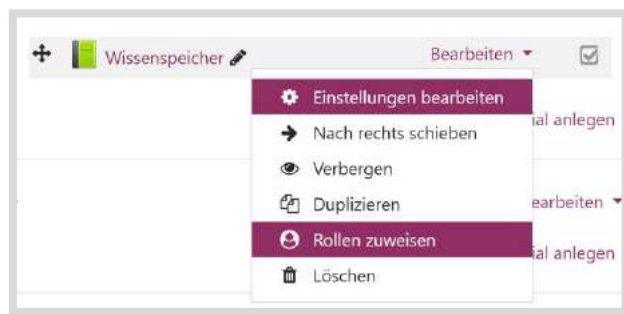 Wissenspeicher
Bearbeiten
Einstellungen bearbeiten
ial anlegen
Nach rechts schieben
Verbergen
Duplizieren
earbeiten
Rollen zuweisen
ial anlegen
Löschen